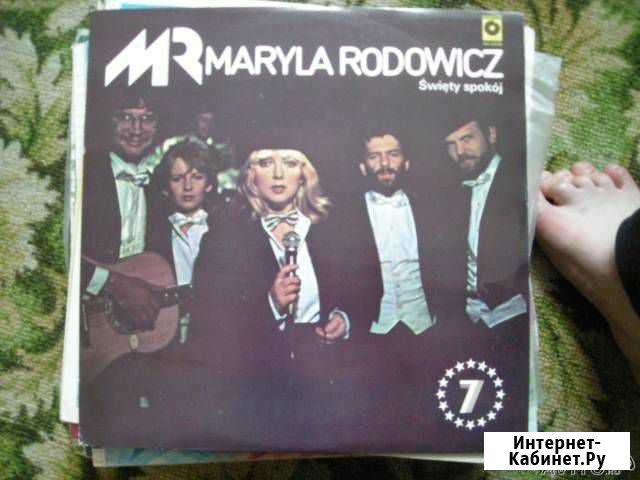 MR MARYLA RODOWICZ
Święty spokój
7
Интернет-
Кабинет.Ру